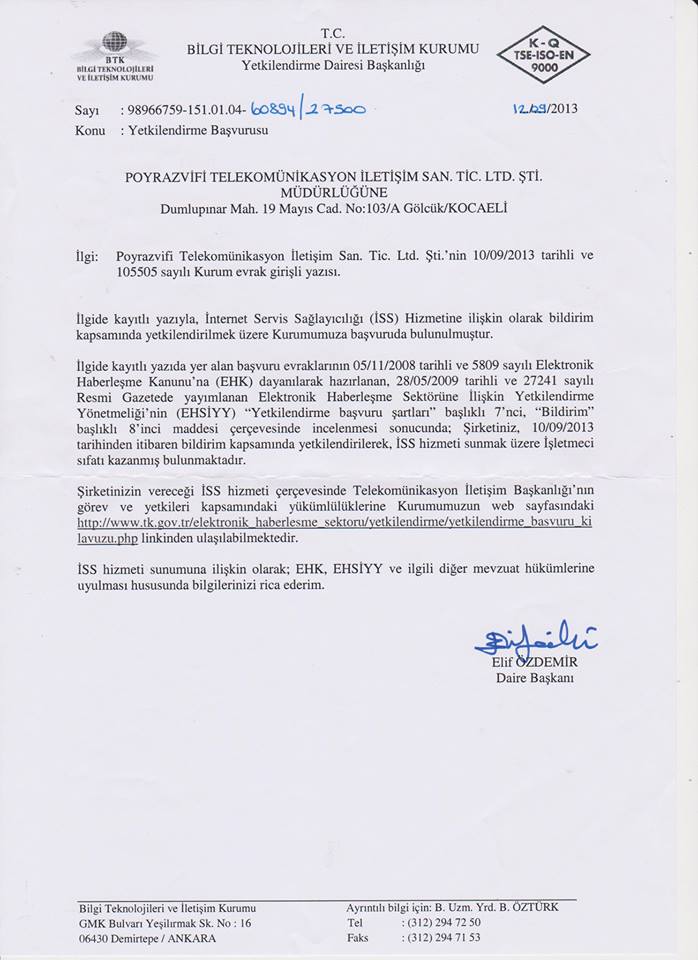 T.C.
BİLGİ TEKNOLOJİLERİ VE İLETİŞİM KURUMU
Yetkilendirme Dairesi Başkanlığı
BTK
BİLGİ TEKNOLOJİLERİ
VE İLETİŞİM KURUMU
K - Q
TSE-ISO-EN
9000
Sayı : 98966759-151.01.04- 60894/27500
12/09/2013
Konu : Yetkilendirme Başvurusu
POYRAZVİFİ TELEKOMÜNİKASYON İLETİŞİM SAN. TİC. LTD. ŞTİ.
MÜDÜRLÜĞÜNE
Dumlupınar Mah. 19 Mayıs Cad. No:103/A Gölcük/KOCAELİ
İlgi: Poyrazvifi Telekomünikasyon İletişim San. Tic. Ltd. Şti.'nin 10/09/2013 tarihli ve
105505 sayılı Kurum evrak girişli yazısı.
İlgide kayıtlı yazıyla, İnternet Servis Sağlayıcılığı (İSS) Hizmetine ilişkin olarak bildirim
kapsamında yetkilendirilmek üzere Kurumumuza başvuruda bulunulmuştur.
İlgide kayıtlı yazıda yer alan başvuru evraklarının 05/11/2008 tarihli ve 5809 sayılı Elektronik
Haberleşme Kanunu'na (EHK) dayanılarak hazırlanan, 28/05/2009 tarihli ve 27241 sayılı
Resmi Gazetede yayımlanan Elektronik Haberleşme Sektörüne İlişkin Yetkilendirme
Yönetmeliği'nin (EHSİYY) "Yetkilendirme başvuru şartları" başlıklı 7'nci, "Bildirim"
başlıklı 8'inci maddesi çerçevesinde incelenmesi sonucunda; Şirketiniz, 10/09/2013
tarihinden itibaren bildirim kapsamında yetkilendirilerek, İSS hizmeti sunmak üzere İşletmeci
sıfatı kazanmış bulunmaktadır.
Şirketinizin vereceği İSS hizmeti çerçevesinde Telekomünikasyon İletişim Başkanlığı'nın
görev ve yetkileri kapsamındaki yükümlülüklerine Kurumumuzun web sayfasındaki
http://www.tk.gov.tr/elektronik_haberlesme_sektoru/yetkilendirme/yetkilendirme_basvuru_ki
lavuzu.php linkinden ulaşılabilmektedir.
İSS hizmeti sunumuna ilişkin olarak; EHK, EHSİYY ve ilgili diğer mevzuat hükümlerine
uyulması hususunda bilgilerinizi rica ederim.
Elif ÖZDEMİR
Daire Başkanı
Bilgi Teknolojileri ve İletişim Kurumu
GMK Bulvarı Yeşilırmak Sk. No : 16
06430 Demirtepe / ANKARA
Ayrıntılı bilgi için: B. Uzm. Yrd. B. ÖZTÜRK
Tel : (312) 294 72 50
Faks : (312) 294 71 53